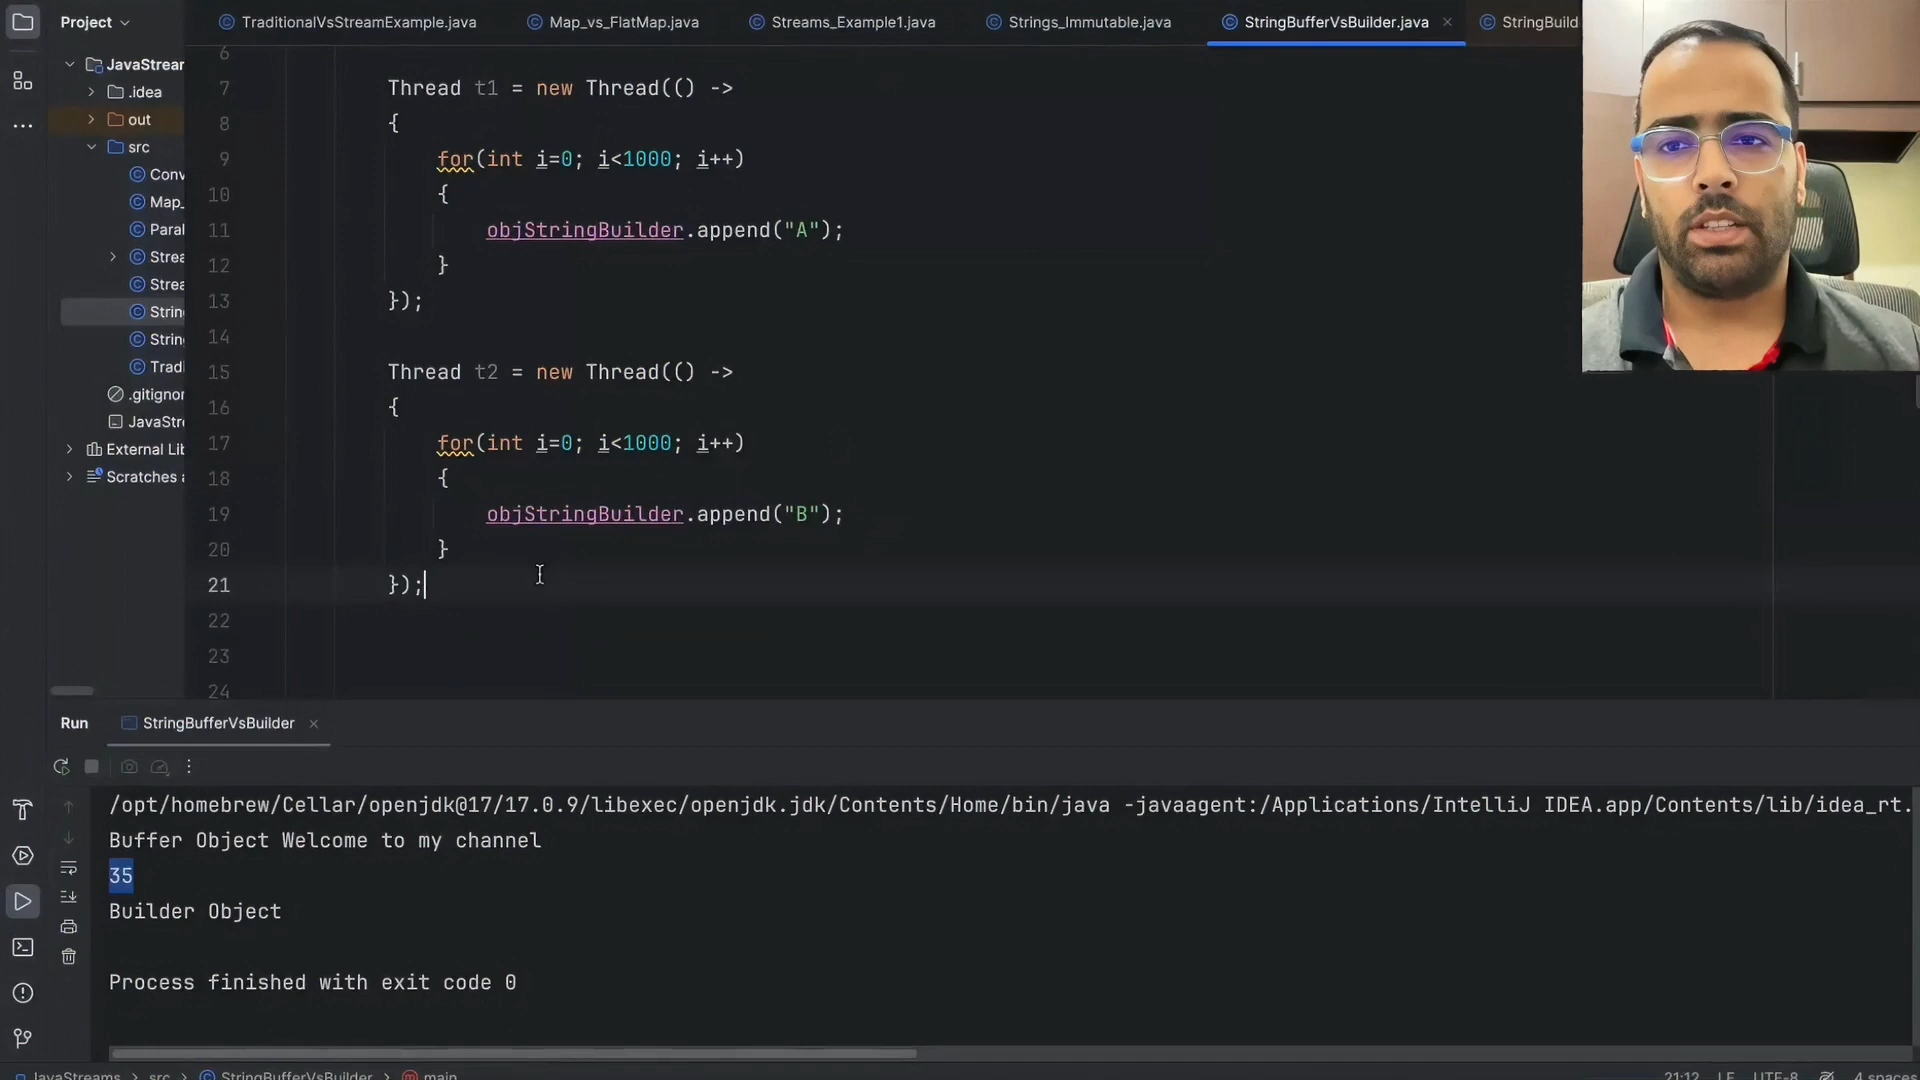 Project
TraditionalVsStreamExample.java
Map_vs_FlatMap.java
Streams_Example1.java
Strings_Immutable.java
StringBufferVsBuilder.java
StringBuild
JavaStrear
.idea
out
src
Conv
Map_
Paral
Strea
Strea
String
String
Tradi
.gitignor
JavaStre
External Lib
Scratches a
6
7 Thread t1 = new Thread(() ->
8 {
9 for(int i=0; i<1000; i++)
10 {
11 objStringBuilder.append("A");
12 }
13 });
14
15 Thread t2 = new Thread(() ->
16 {
17 for(int i=0; i<1000; i++)
18 {
19 objStringBuilder.append("B");
20 }
21 });
22
23
24
Run StringBufferVsBuilder
/opt/homebrew/Cellar/openjdk@17/17.0.9/libexec/openjdk.jdk/Contents/Home/bin/java -javaagent:/Applications/IntelliJ IDEA.app/Contents/lib/idea_rt.
Buffer Object Welcome to my channel
35
Builder Object
Process finished with exit code 0
JavaStreams > src > StringBufferVsBuilder > main 21:12 LF UTF-8 4 spaces